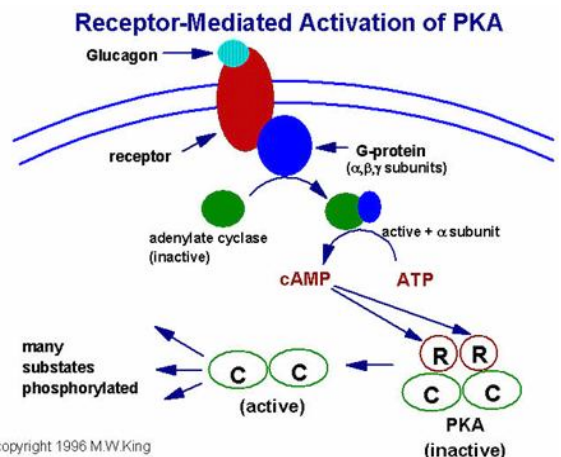 Receptor-Mediated Activation of PKA
Glucagon
receptor
G-protein
(α,β,γ subunits)
adenylate cyclase
(inactive)
active + α subunit
cAMP
ATP
R R
C C
PKA
(inactive)
C C
(active)
many
substates
phosphorylated
copyright 1996 M.W.King